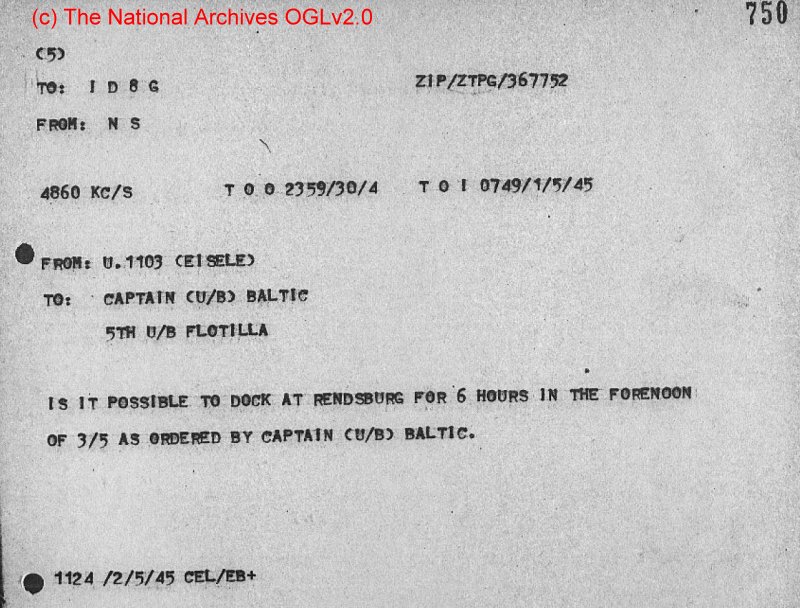 (c) The National Archives OGLv2.0
750
(5)
TO: I D 8 G ZIP/ZTPG/367752
FROM: N S
4860 KC/S T O O 2359/30/4 T O I 0749/1/5/45
FROM: U.1103 (EISELE)
TO: CAPTAIN (U/B) BALTIC
5TH U/B FLOTILLA
IS IT POSSIBLE TO DOCK AT RENDSBURG FOR 6 HOURS IN THE FORENOON
OF 3/5 AS ORDERED BY CAPTAIN (U/B) BALTIC.
1124 /2/5/45 CEL/EB+